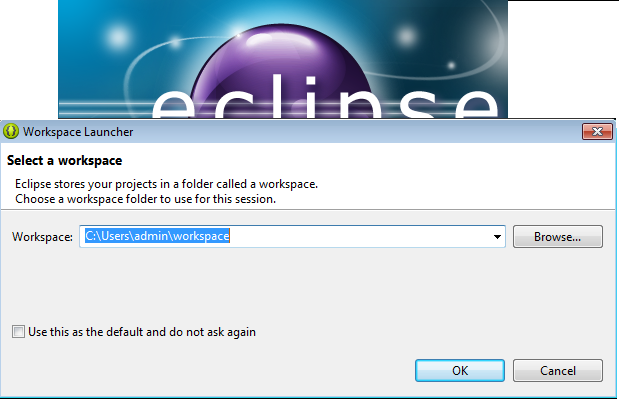 eclipse
Workspace Launcher
Select a workspace
Eclipse stores your projects in a folder called a workspace.
Choose a workspace folder to use for this session.
Workspace: C:\Users\admin\workspace Browse...
Use this as the default and do not ask again
OK Cancel